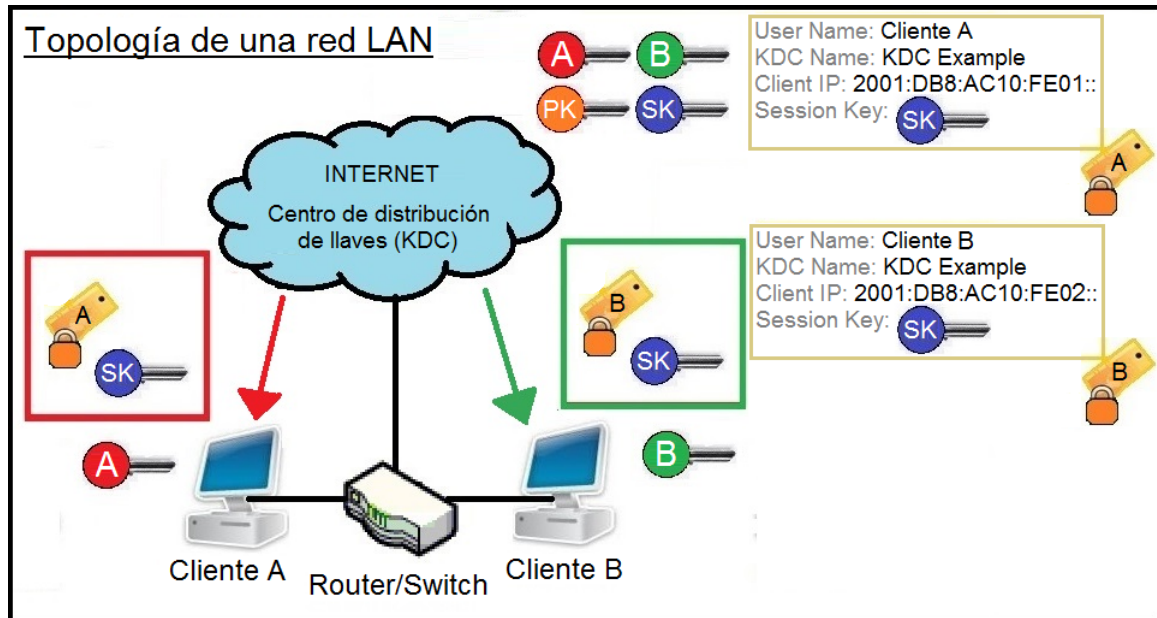 Topología de una red LAN
A
B
PK
SK
User Name: Cliente A
KDC Name: KDC Example
Client IP: 2001:DB8:AC10:FE01::
Session Key:
SK
A
INTERNET
Centro de distribución
de llaves (KDC)
User Name: Cliente B
KDC Name: KDC Example
Client IP: 2001:DB8:AC10:FE02::
Session Key:
SK
B
A
SK
B
SK
A
B
Cliente A
Router/Switch
Cliente B